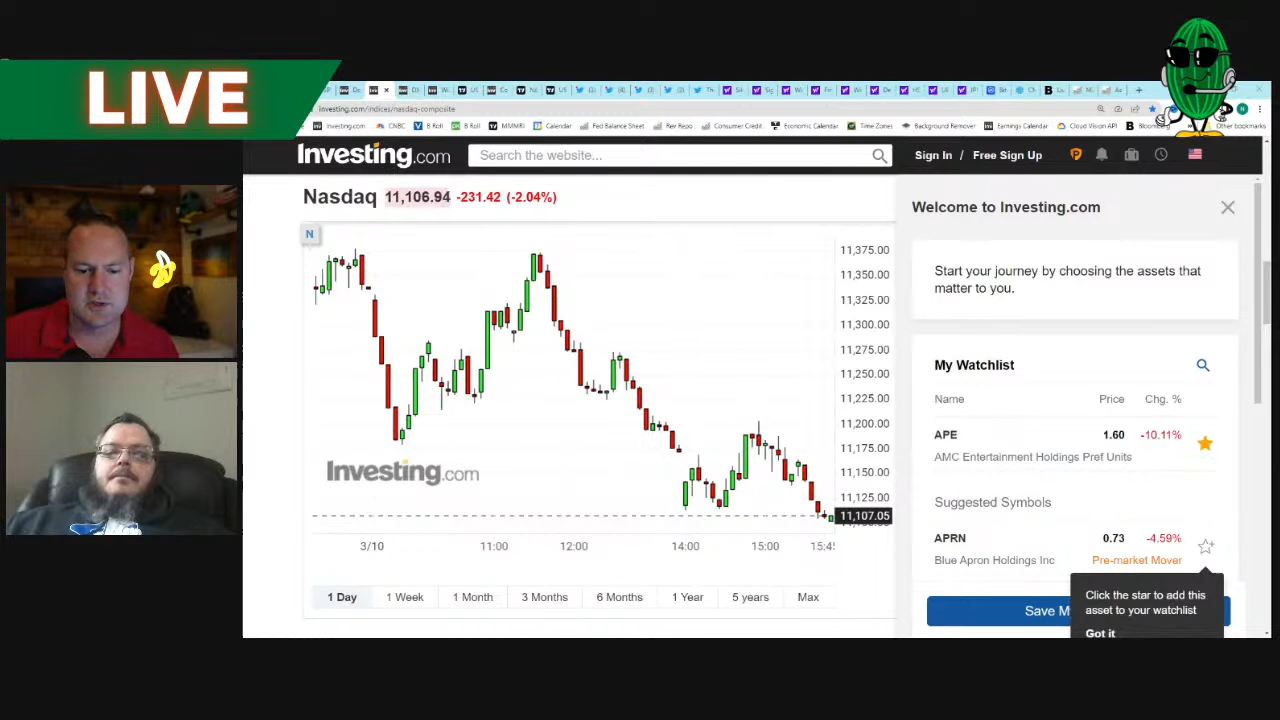 LIVE
investing.com/indices/nasdaq-composite
Investing.com
CNBC
B Roll
B Roll
MMMRI
Calendar
Fed Balance Sheet
Rev Repo
Consumer Credit
Economic Calendar
Time Zones
Background Remover
Earnings Calendar
Cloud Vision API
Other bookmarks
Investing.com
Search the website...
Sign In / Free Sign Up
Nasdaq 11,106.94 -231.42 (-2.04%)
N
11,375.00
11,350.00
11,325.00
11,300.00
11,275.00
11,250.00
11,225.00
11,200.00
11,175.00
11,150.00
11,125.00
11,107.05
Investing.com
3/10 11:00 12:00 14:00 15:00 15:45
1 Day 1 Week 1 Month 3 Months 6 Months 1 Year 5 years Max
Welcome to Investing.com
Start your journey by choosing the assets that
matter to you.
My Watchlist
Name Price Chg. %
APE 1.60 -10.11%
AMC Entertainment Holdings Pref Units
Suggested Symbols
APRN 0.73 -4.59%
Blue Apron Holdings Inc Pre-market Mover
Click the star to add this
asset to your watchlist
Save M
Got it